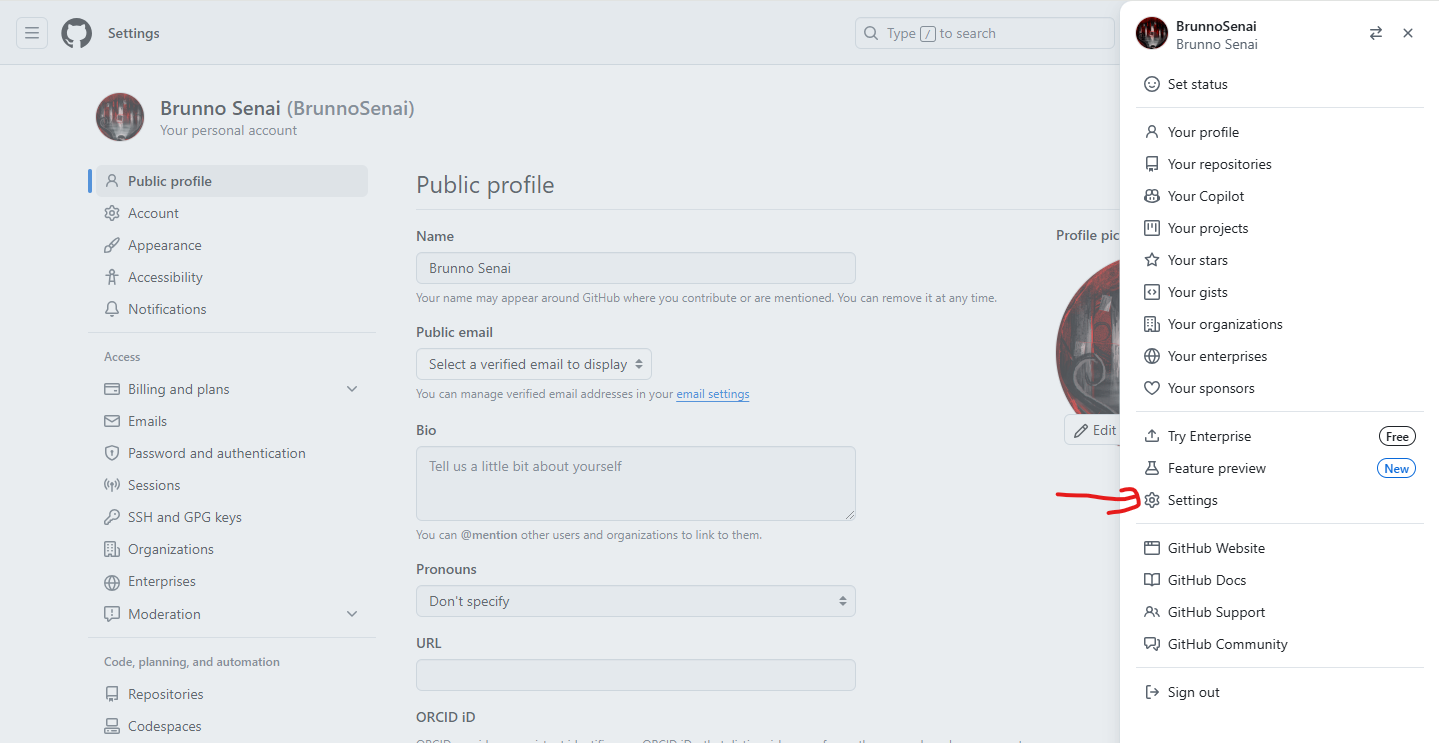 Settings
Type / to search
Brunno Senai (BrunnoSenai)
Your personal account
Public profile
Account
Appearance
Accessibility
Notifications
Access
Billing and plans
Emails
Password and authentication
Sessions
SSH and GPG keys
Organizations
Enterprises
Moderation
Code, planning, and automation
Repositories
Codespaces
Public profile
Name
Brunno Senai
Your name may appear around GitHub where you contribute or are mentioned. You can remove it at any time.
Public email
Select a verified email to display
You can manage verified email addresses in your email settings
Bio
Tell us a little bit about yourself
You can @mention other users and organizations to link to them.
Pronouns
Don't specify
URL
ORCID iD
Profile pic
Edit
BrunnoSenai
Brunno Senai
Set status
Your profile
Your repositories
Your Copilot
Your projects
Your stars
Your gists
Your organizations
Your enterprises
Your sponsors
Try Enterprise Free
Feature preview New
Settings
GitHub Website
GitHub Docs
GitHub Support
GitHub Community
Sign out